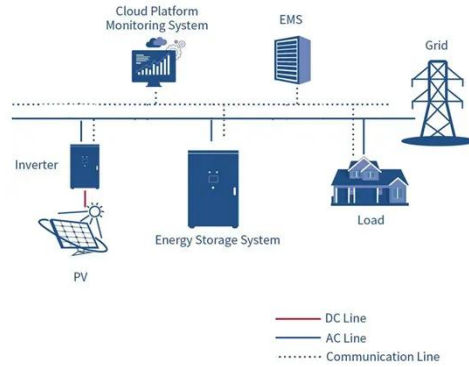 Cloud Platform
Monitoring System
EMS
Grid
Inverter
Energy Storage System
Load
PV
DC Line
AC Line
Communication Line